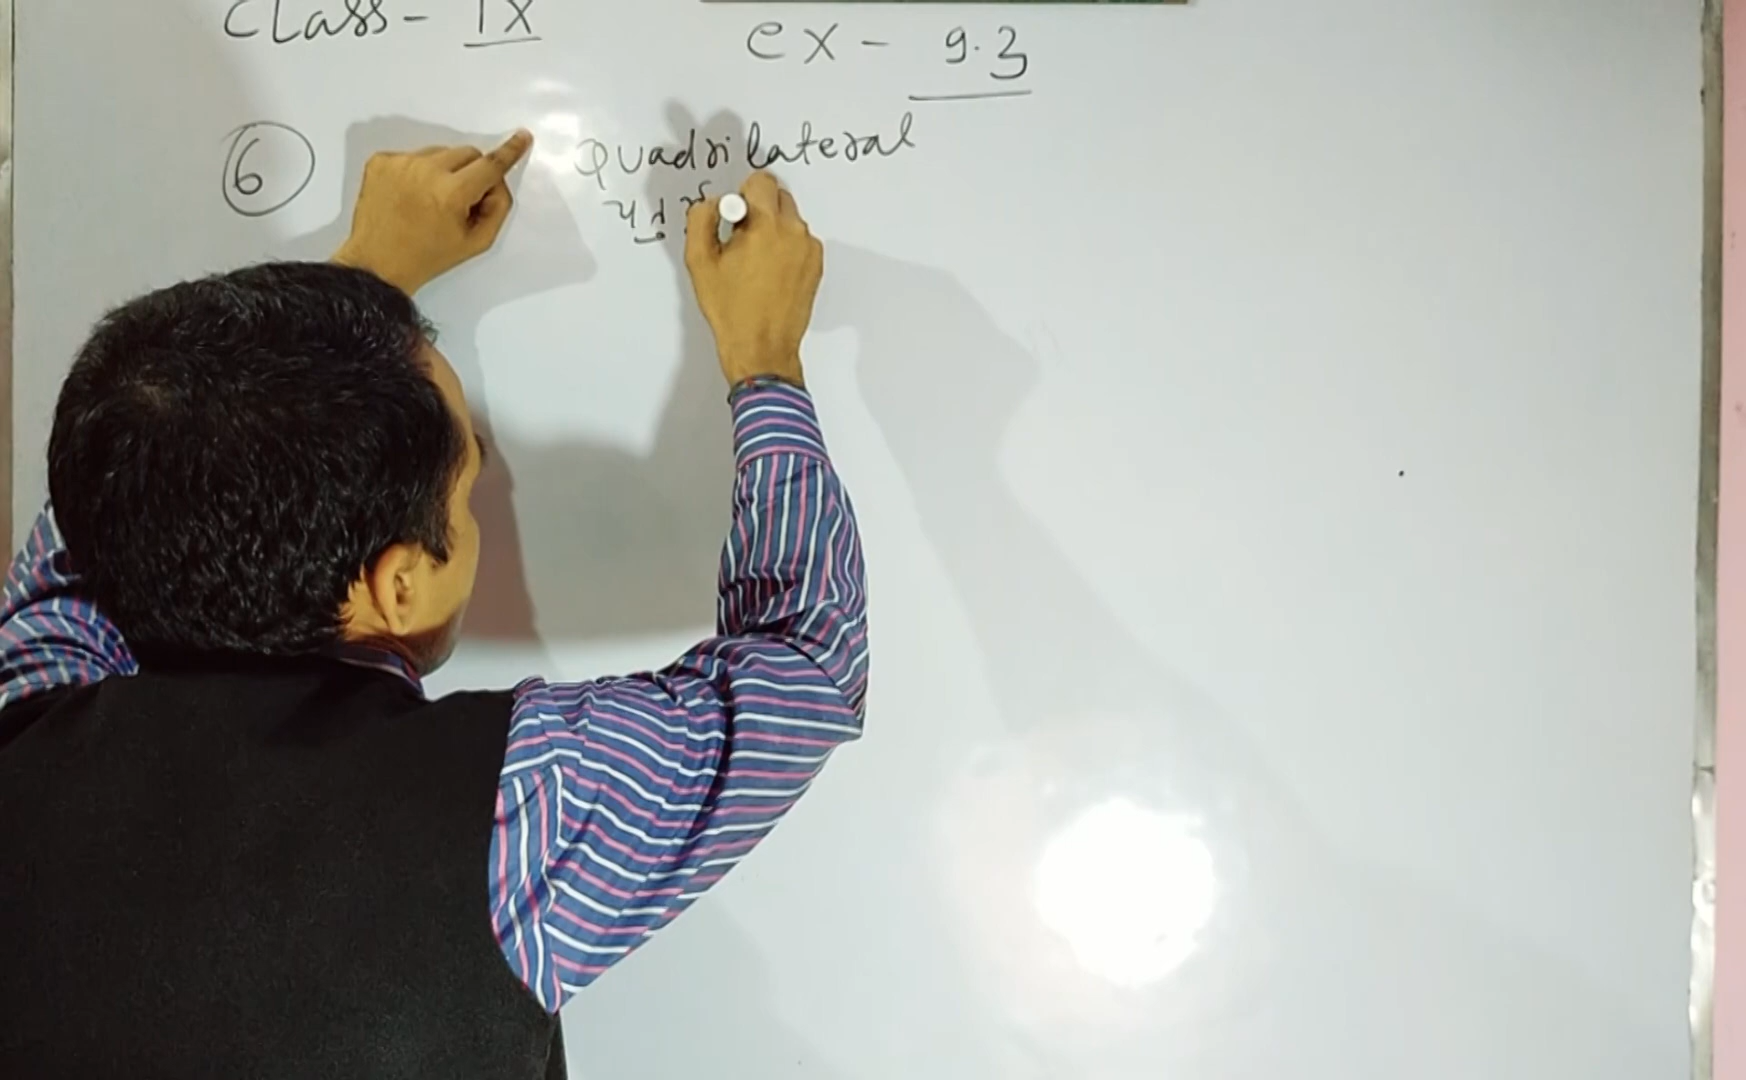 Class - IX
ex - 9.3
6
Quadrilateral